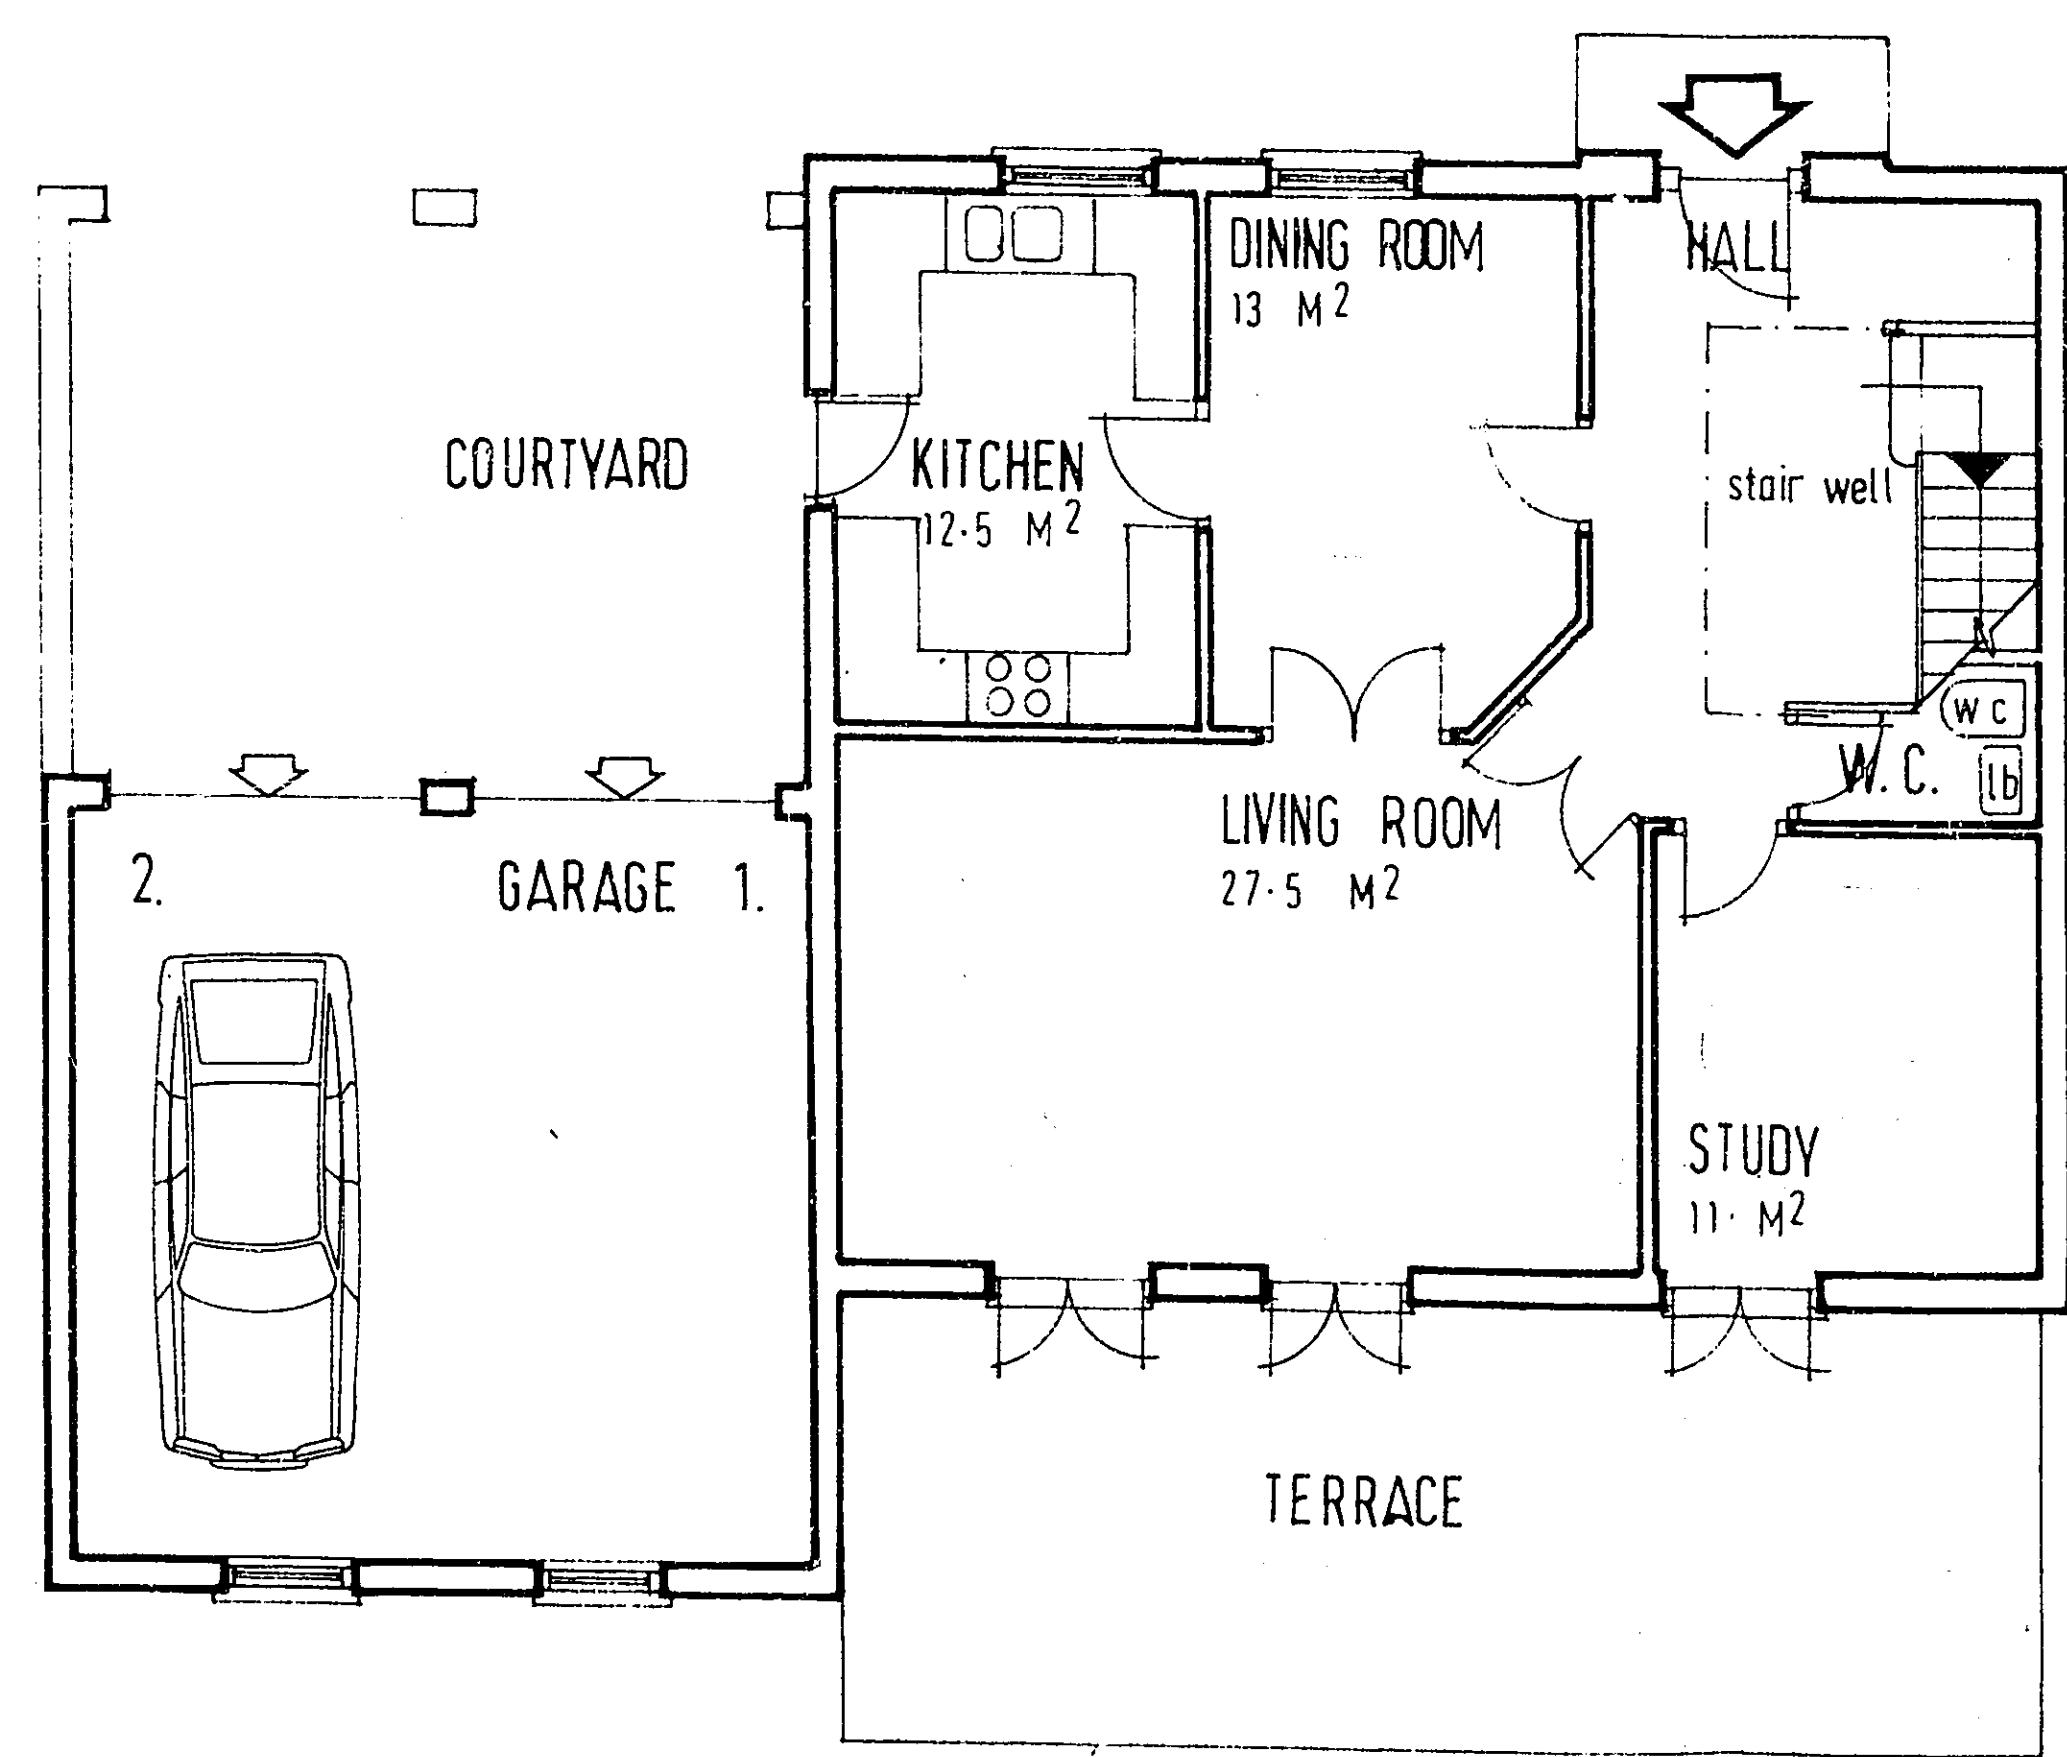 DINING ROOM
13 M²
HALL
COURTYARD
KITCHEN
12·5 M²
stair well
wc
W.C.
lb
LIVING ROOM
27·5 M²
2.
GARAGE 1.
STUDY
11· M²
TERRACE